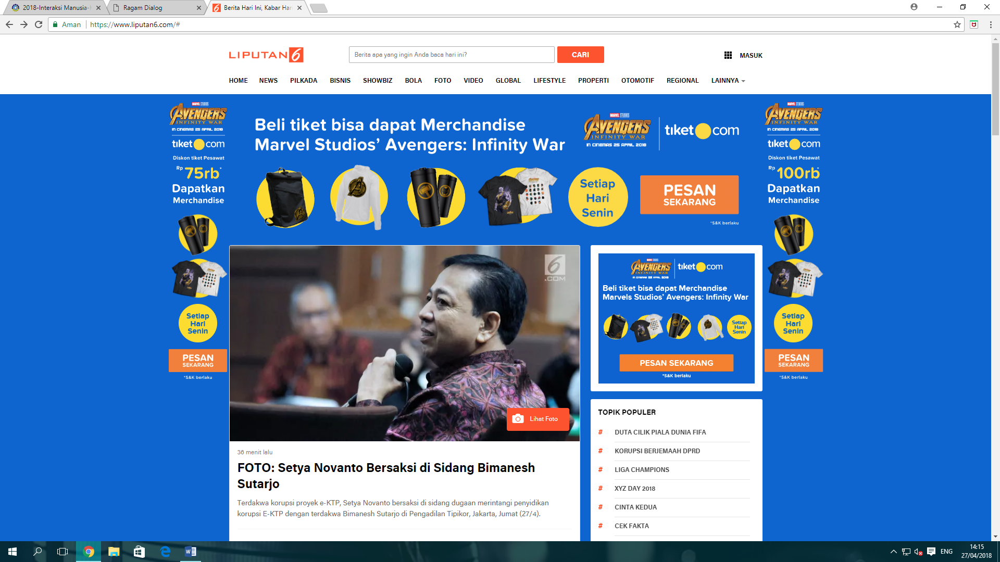 2018-Interaksi Manusia-
Ragam Dialog
Berita Hari Ini, Kabar Har
Aman
https://www.liputan6.com/#
LIPUTAN6
Berita apa yang ingin Anda baca hari ini?
CARI
MASUK
HOME NEWS PILKADA BISNIS SHOWBIZ BOLA FOTO VIDEO GLOBAL LIFESTYLE PROPERTI OTOMOTIF REGIONAL LAINNYA
MARVEL STUDIOS
AVENGERS
INFINITY WAR
IN CINEMAS 25 APRIL 2018
tiket.com
Diskon tiket Pesawat
Rp 75rb*
Dapatkan
Merchandise
Setiap
Hari
Senin
PESAN
SEKARANG
*S&K berlaku
Beli tiket bisa dapat Merchandise
Marvel Studios' Avengers: Infinity War
MARVEL STUDIOS
AVENGERS
INFINITY WAR
IN CINEMAS 25 APRIL 2018
tiket.com
Setiap
Hari
Senin
PESAN
SEKARANG
*S&K berlaku
MARVEL STUDIOS
AVENGERS
INFINITY WAR
IN CINEMAS 25 APRIL 2018
tiket.com
Diskon tiket Pesawat
Rp 100rb*
Dapatkan
Merchandise
Setiap
Hari
Senin
PESAN
SEKARANG
*S&K berlaku
6
.COM
Lihat Foto
36 menit lalu
FOTO: Setya Novanto Bersaksi di Sidang Bimanesh
Sutarjo
Terdakwa korupsi proyek e-KTP, Setya Novanto bersaksi di sidang dugaan merintangi penyidikan
korupsi E-KTP dengan terdakwa Bimanesh Sutarjo di Pengadilan Tipikor, Jakarta, Jumat (27/4).
MARVEL STUDIOS
AVENGERS
INFINITY WAR
IN CINEMAS 25 APRIL 2018
tiket.com
Beli tiket bisa dapat Merchandise
Marvels Studios' Avengers: Infinity War
Setiap
Hari
Senin
PESAN SEKARANG
*S&K berlaku
TOPIK POPULER
# DUTA CILIK PIALA DUNIA FIFA
# KORUPSI BERJEMAAH DPRD
# LIGA CHAMPIONS
# XYZ DAY 2018
# CINTA KEDUA
# CEK FAKTA
ENG
14:15
27/04/2018